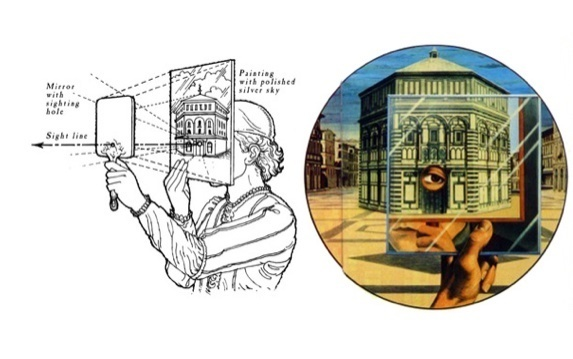 Painting
with polished
silver sky
Mirror
with
sighting
hole
Sight line